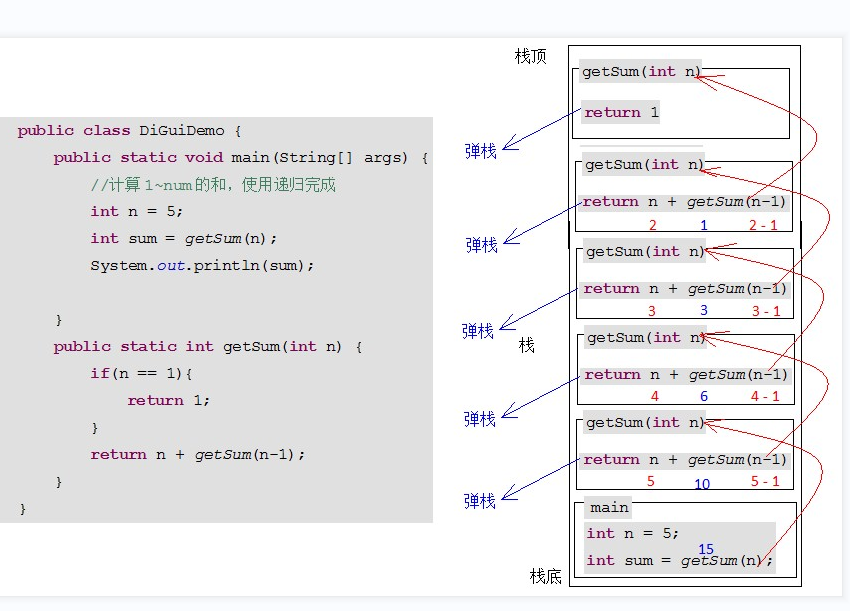 public class DiGuiDemo {
public static void main(String[] args) {
//计算1~num的和，使用递归完成
int n = 5;
int sum = getSum(n);
System.out.println(sum);
}
public static int getSum(int n) {
if(n == 1){
return 1;
}
return n + getSum(n-1);
}
}
栈顶
getSum(int n)
return 1
弹栈
getSum(int n)
return n + getSum(n-1)
2 1 2 - 1
弹栈
getSum(int n)
return n + getSum(n-1)
3 3 3 - 1
弹栈
栈
getSum(int n)
return n + getSum(n-1)
4 6 4 - 1
弹栈
getSum(int n)
return n + getSum(n-1)
5 10 5 - 1
弹栈
main
int n = 5;
15
int sum = getSum(n);
栈底